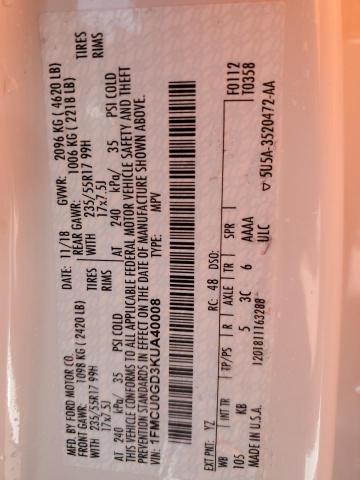 MFD. BY FORD MOTOR CO.
DATE: 11/18 GVWR: 2096 KG ( 4620 LB)
FRONT GAWR: 1098 KG ( 2420 LB) REAR GAWR: 1006 KG ( 2218 LB)
235/55R17 99H TIRES WITH 235/55R17 99H TIRES
17x7.5J RIMS 17x7.5J RIMS
AT 240 kPa/ 35 PSI COLD AT 240 kPa/ 35 PSI COLD
THIS VEHICLE CONFORMS TO ALL APPLICABLE FEDERAL MOTOR VEHICLE SAFETY AND THEFT
PREVENTION STANDARDS IN EFFECT ON THE DATE OF MANUFACTURE SHOWN ABOVE.
VIN: 1FMCU0GD3KUA40008
TYPE: MPV
F0112
T0358
EXT PNT: YZ RC: 48 DSO:
WB INT TR TP/PS R AXLE TR SPR
105 KB 5 3C 6 AAAA
ULC
MADE IN U.S.A. 1201811163288 ▽ 5U5A-3520472-AA